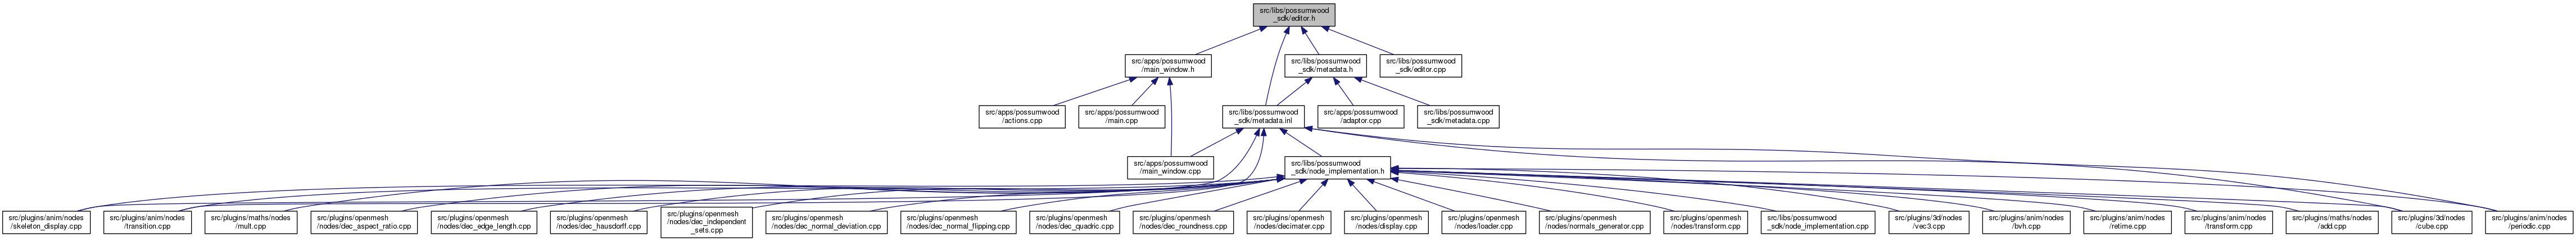 src/libs/possumwood
_sdk/editor.h
src/apps/possumwood
/main_window.h
src/libs/possumwood
_sdk/metadata.h
src/libs/possumwood
_sdk/editor.cpp
src/apps/possumwood
/actions.cpp
src/apps/possumwood
/main.cpp
src/libs/possumwood
_sdk/metadata.inl
src/apps/possumwood
/adaptor.cpp
src/libs/possumwood
_sdk/metadata.cpp
src/apps/possumwood
/main_window.cpp
src/libs/possumwood
_sdk/node_implementation.h
src/plugins/anim/nodes
/skeleton_display.cpp
src/plugins/anim/nodes
/transition.cpp
src/plugins/maths/nodes
/mult.cpp
src/plugins/openmesh
/nodes/dec_aspect_ratio.cpp
src/plugins/openmesh
/nodes/dec_edge_length.cpp
src/plugins/openmesh
/nodes/dec_hausdorff.cpp
src/plugins/openmesh
/nodes/dec_independent
_sets.cpp
src/plugins/openmesh
/nodes/dec_normal_deviation.cpp
src/plugins/openmesh
/nodes/dec_normal_flipping.cpp
src/plugins/openmesh
/nodes/dec_quadric.cpp
src/plugins/openmesh
/nodes/dec_roundness.cpp
src/plugins/openmesh
/nodes/decimater.cpp
src/plugins/openmesh
/nodes/display.cpp
src/plugins/openmesh
/nodes/loader.cpp
src/plugins/openmesh
/nodes/normals_generator.cpp
src/plugins/openmesh
/nodes/transform.cpp
src/libs/possumwood
_sdk/node_implementation.cpp
src/plugins/3d/nodes
/vec3.cpp
src/plugins/anim/nodes
/bvh.cpp
src/plugins/anim/nodes
/retime.cpp
src/plugins/anim/nodes
/transform.cpp
src/plugins/maths/nodes
/add.cpp
src/plugins/3d/nodes
/cube.cpp
src/plugins/anim/nodes
/periodic.cpp